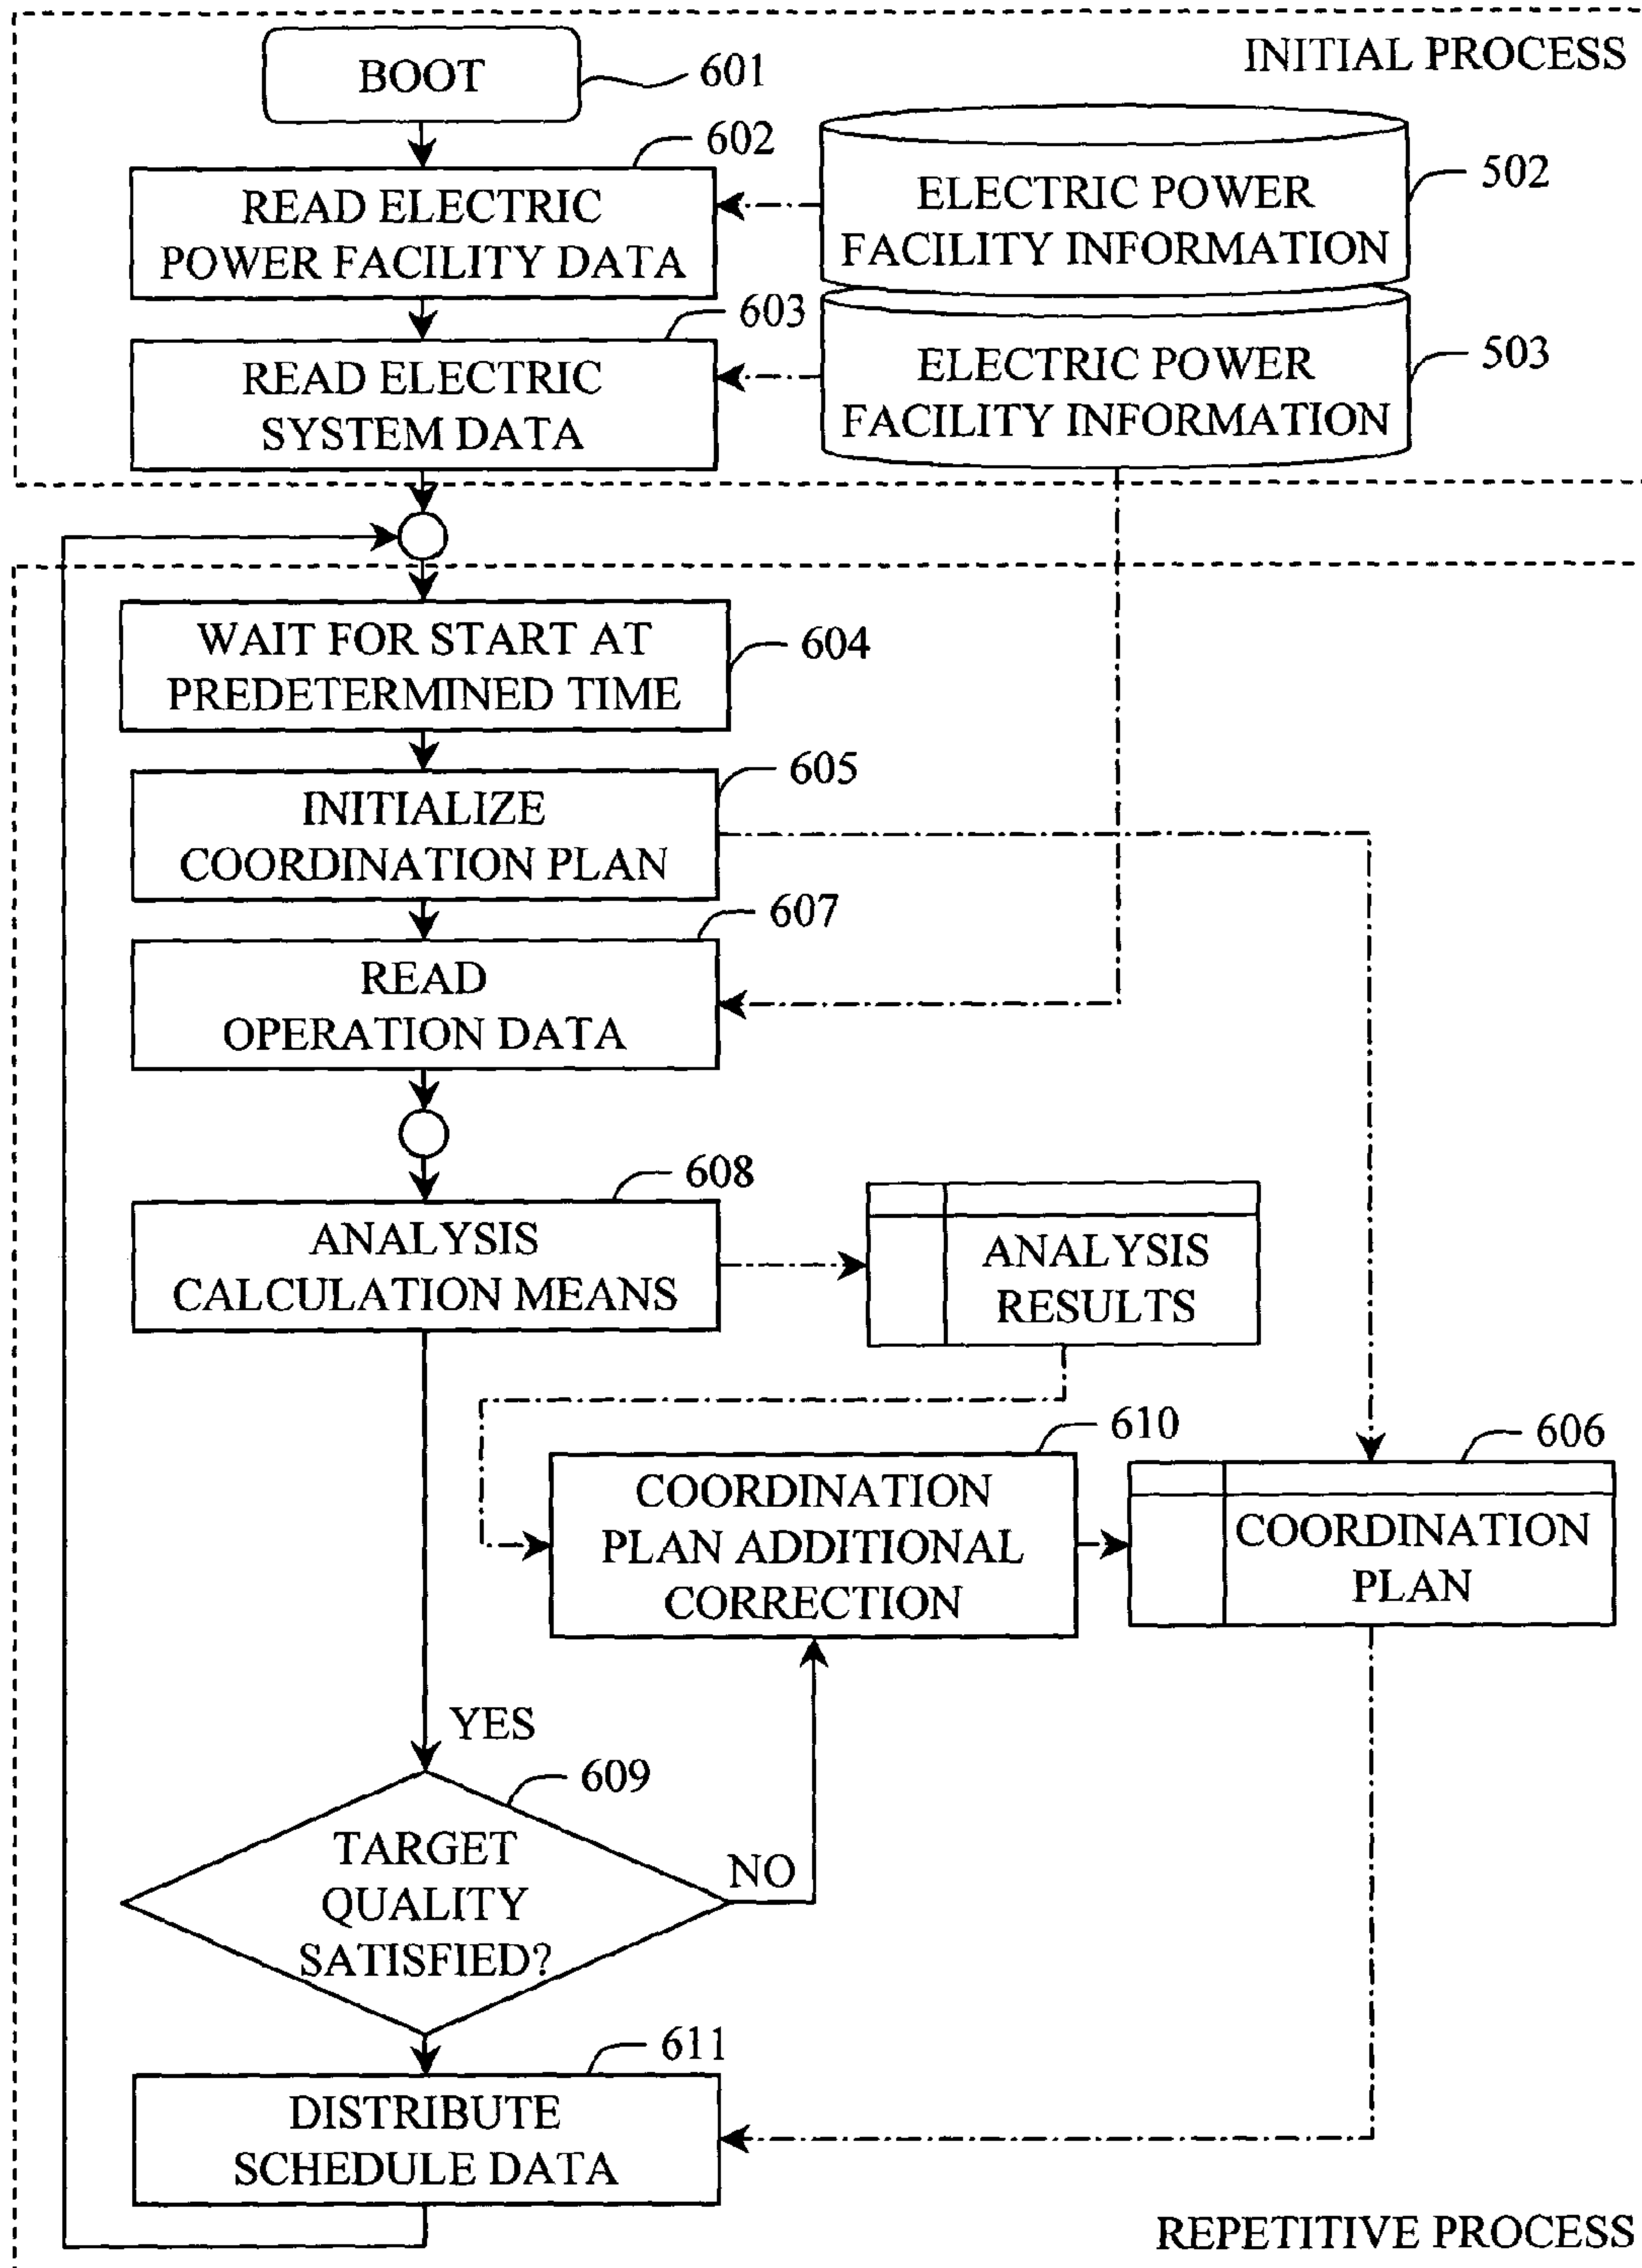 INITIAL PROCESS
BOOT
601
602
READ ELECTRIC
POWER FACILITY DATA
ELECTRIC POWER
FACILITY INFORMATION
502
603
READ ELECTRIC
SYSTEM DATA
ELECTRIC POWER
FACILITY INFORMATION
503
WAIT FOR START AT
PREDETERMINED TIME
604
605
INITIALIZE
COORDINATION PLAN
607
READ
OPERATION DATA
608
ANALYSIS
CALCULATION MEANS
ANALYSIS
RESULTS
610
COORDINATION
PLAN ADDITIONAL
CORRECTION
606
COORDINATION
PLAN
YES
609
TARGET
QUALITY
SATISFIED?
NO
611
DISTRIBUTE
SCHEDULE DATA
REPETITIVE PROCESS